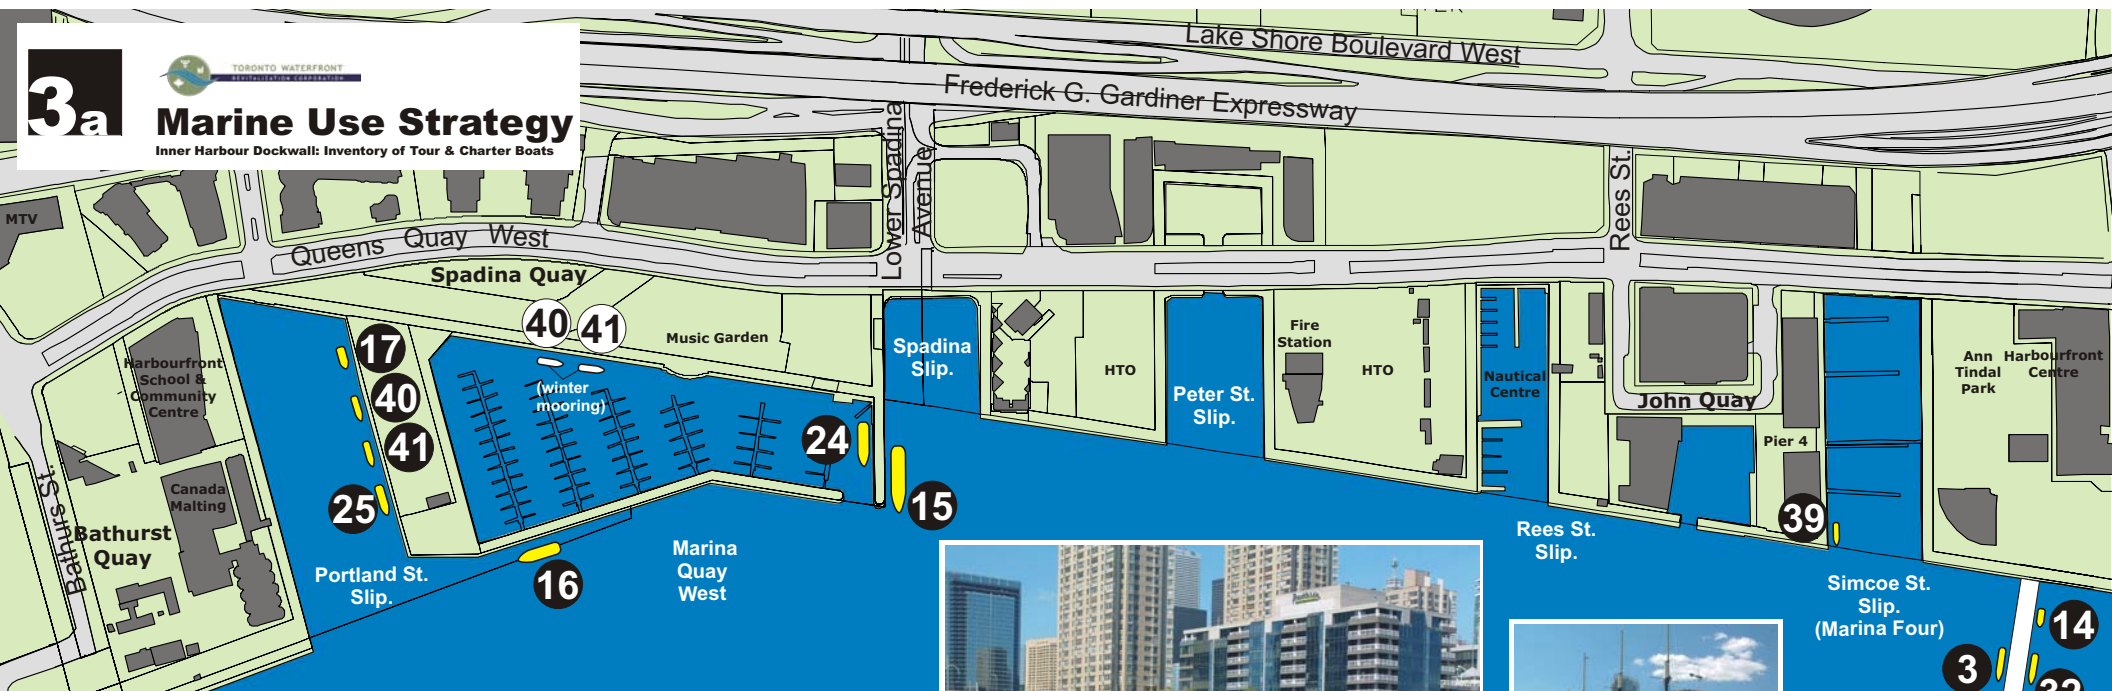 3a
TORONTO WATERFRONT
REVITALIZATION CORPORATION
Marine Use Strategy
Inner Harbour Dockwall: Inventory of Tour & Charter Boats
Lake Shore Boulevard West
Frederick G. Gardiner Expressway
Lower Spadina
Avenue
Rees St.
MTV
Queens Quay West
Spadina Quay
40 41
(winter
mooring)
Music Garden
Harbourfront
School &
Community
Centre
17
40
41
25
24
15
16
Spadina
Slip.
HTO
Peter St.
Slip.
Fire
Station
HTO
Nautical
Centre
John Quay
Pier 4
39
Ann
Tindal
Park
Harbourfront
Centre
Canada
Malting
Bathurst
Quay
Bathurs St.
Portland St.
Slip.
Marina
Quay
West
Rees St.
Slip.
Simcoe St.
Slip.
(Marina Four)
14
3
32